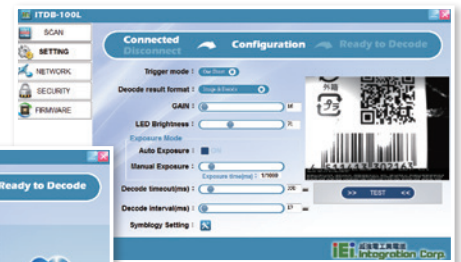 ITDB-100L
SCAN
SETTING
NETWORK
SECURITY
FIRMWARE
Connected
Disconnect
Configuration
Ready to Decode
Trigger mode :
Decode result format :
GAIN :
LED Brightness :
Exposure Mode
Auto Exposure :
Manual Exposure :
Exposure time(ms) : 1/1000
Decode timeout(ms) :
Decode interval(ms) :
Symbology Setting :
外箱
>> TEST <<
Ready to Decode
iEi
Integration Corp.